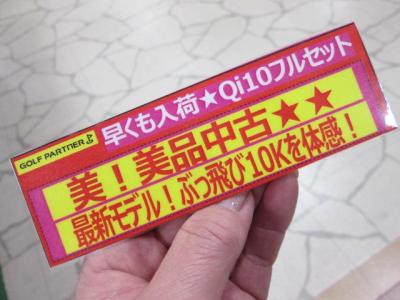 GOLF PARTNER
早くも入荷★Qi10フルセット
美！美品中古★★
最新モデル！ぶっ飛び10Kを体感！